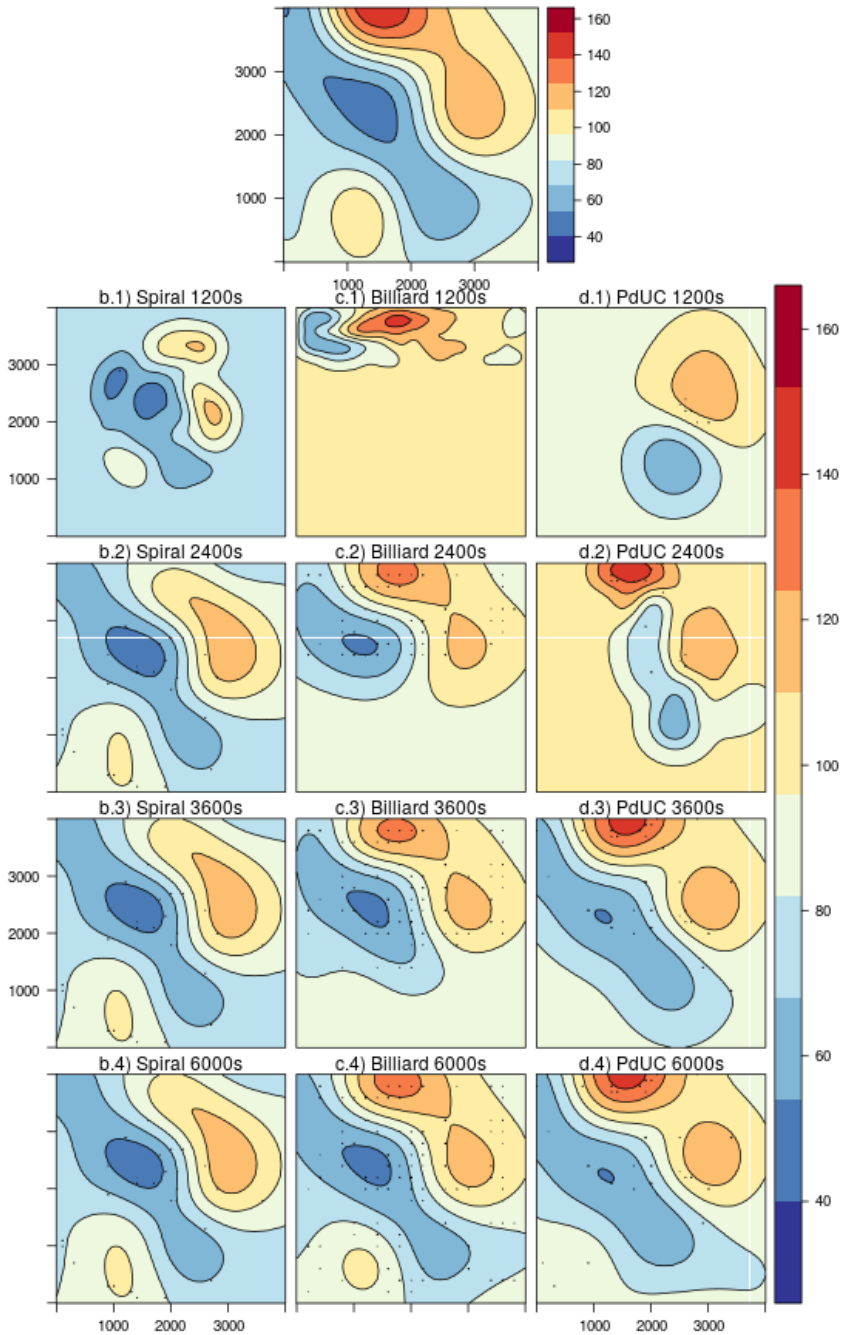 160
140
120
100
80
60
40
3000
2000
1000
1000
3000
b.1) Spiral 1200s
c.1) Billiard 1200s
d.1) PdUC 1200s
3000
2000
1000
b.2) Spiral 2400s
c.2) Billiard 2400s
d.2) PdUC 2400s
b.3) Spiral 3600s
c.3) Billiard 3600s
d.3) PdUC 3600s
3000
2000
1000
b.4) Spiral 6000s
c.4) Billiard 6000s
d.4) PdUC 6000s
1000 2000 3000
1000 2000 3000
160
140
120
100
80
60
40